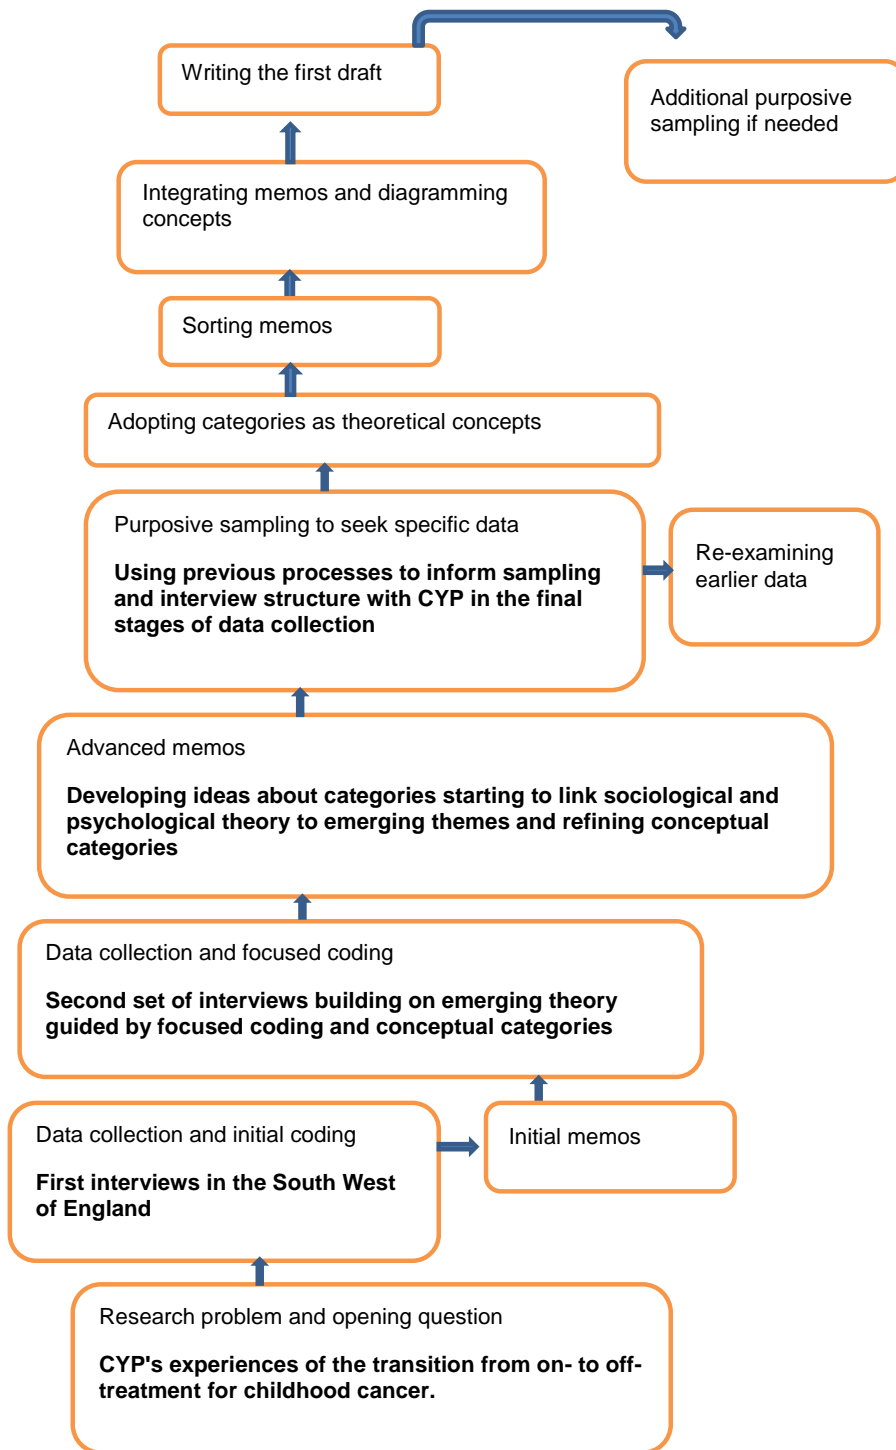 Writing the first draft
Additional purposive
sampling if needed
Integrating memos and diagramming
concepts
Sorting memos
Adopting categories as theoretical concepts
Purposive sampling to seek specific data
Using previous processes to inform sampling
and interview structure with CYP in the final
stages of data collection
Re-examining
earlier data
Advanced memos
Developing ideas about categories starting to link sociological and
psychological theory to emerging themes and refining conceptual
categories
Data collection and focused coding
Second set of interviews building on emerging theory
guided by focused coding and conceptual categories
Data collection and initial coding
First interviews in the South West
of England
Initial memos
Research problem and opening question
CYP's experiences of the transition from on- to off-
treatment for childhood cancer.